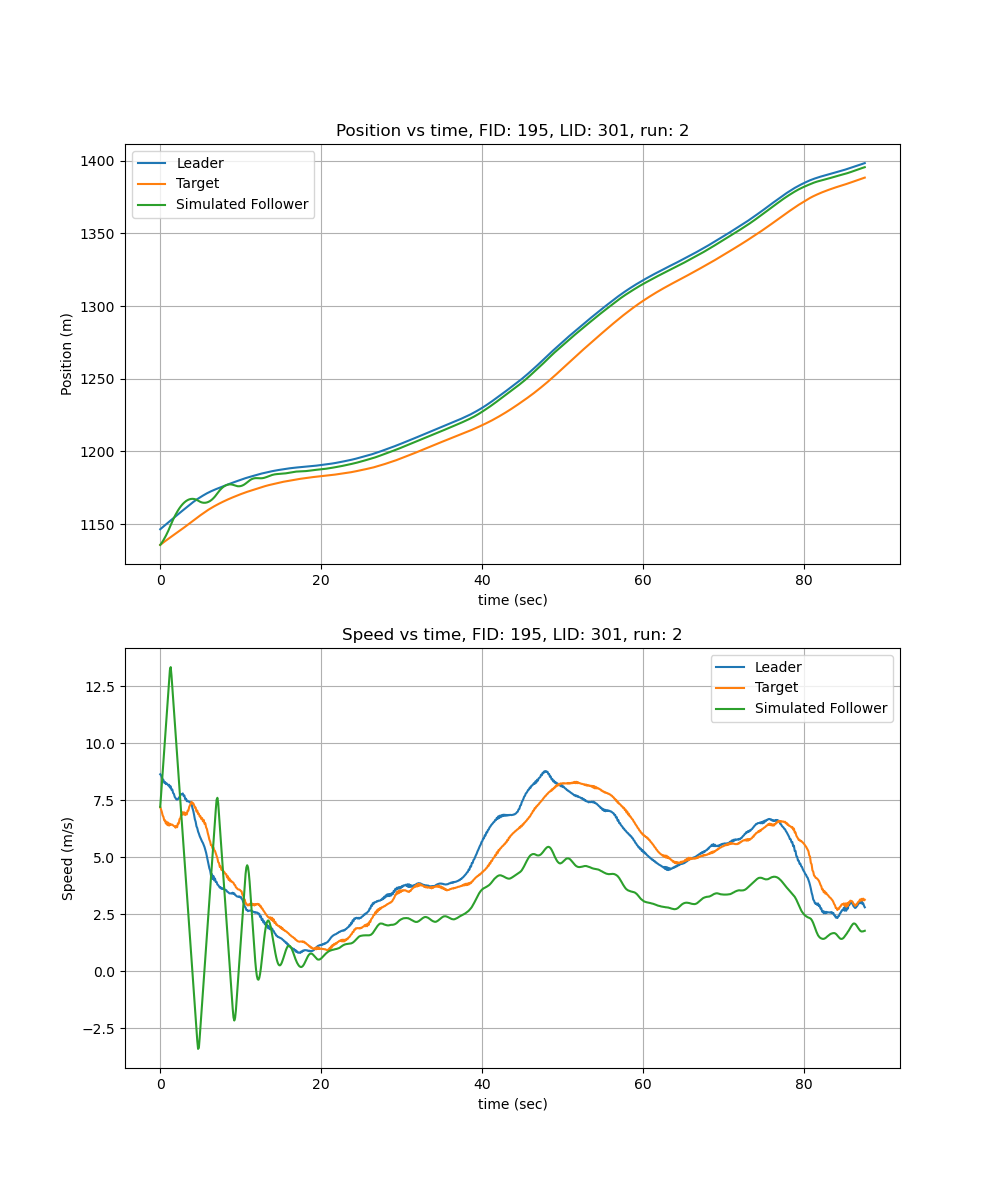 Position vs time, FID: 195, LID: 301, run: 2
Leader
Target
Simulated Follower
1400
1350
1300
1250
1200
1150
Position (m)
0 20 40 60 80
time (sec)
Speed vs time, FID: 195, LID: 301, run: 2
Leader
Target
Simulated Follower
12.5
10.0
7.5
5.0
2.5
0.0
−2.5
Speed (m/s)
0 20 40 60 80
time (sec)